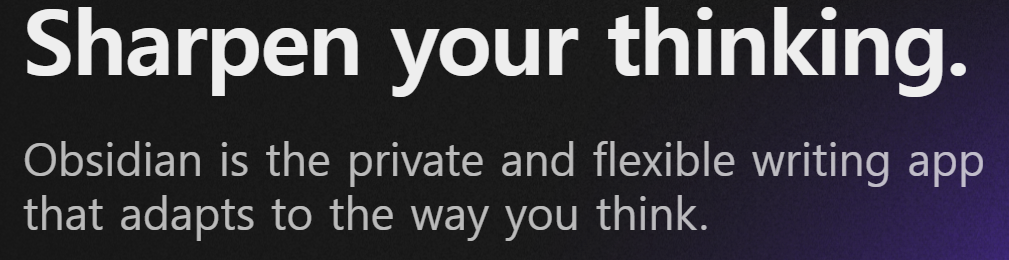 Sharpen your thinking.
Obsidian is the private and flexible writing app
that adapts to the way you think.